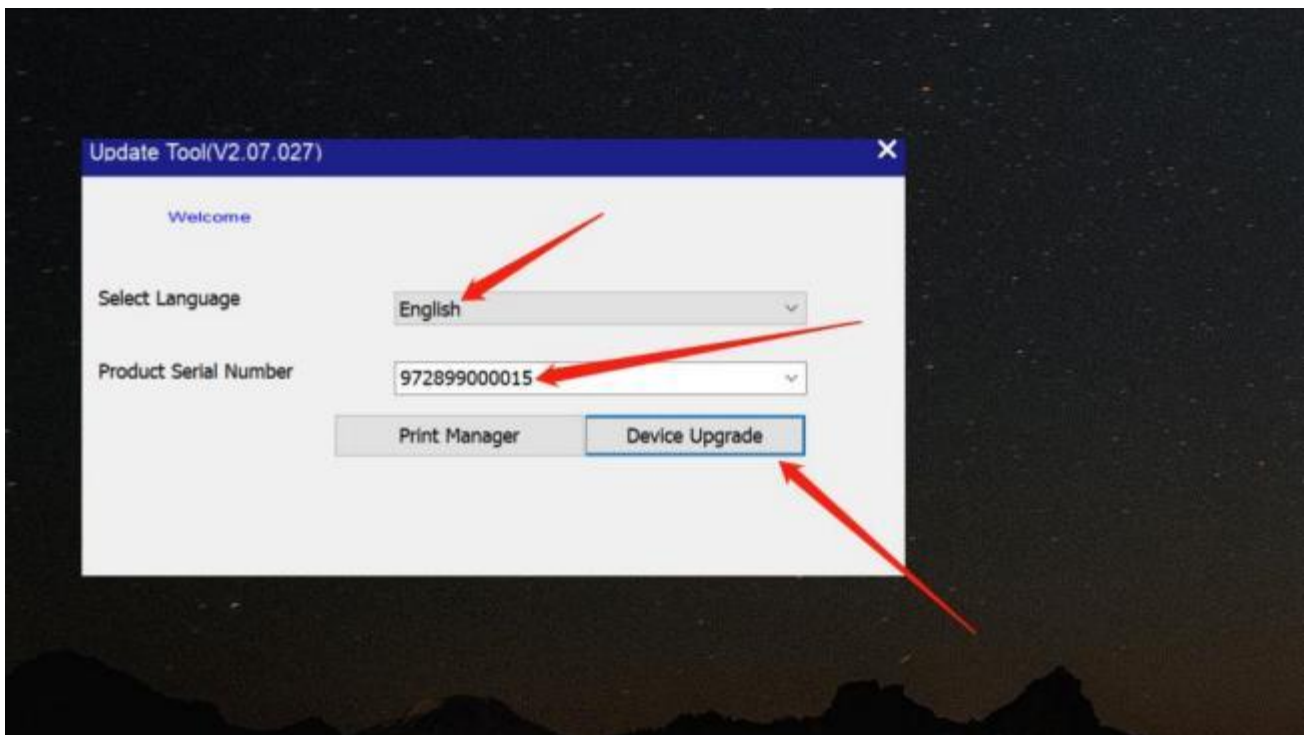 Update Tool(V2.07.027)
Welcome
Select Language
English
Product Serial Number
972899000015
Print Manager
Device Upgrade